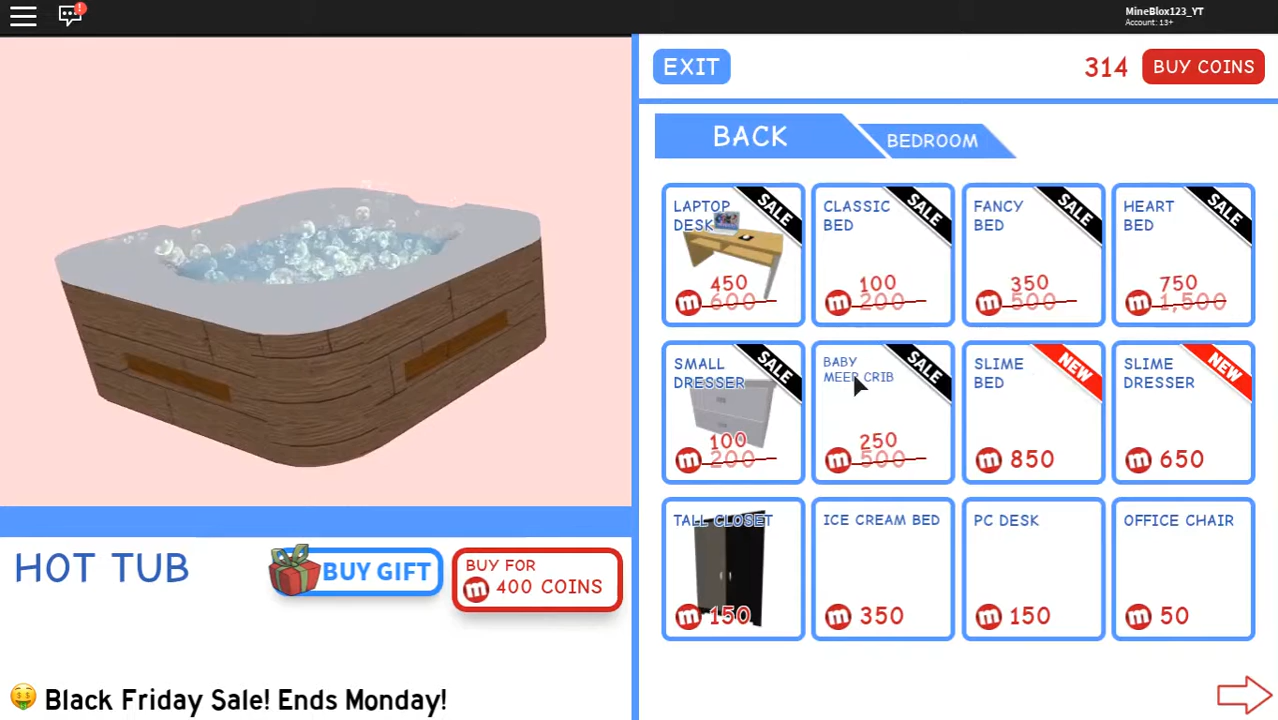 MineBlox123_YT
Account: 13+
!
EXIT
314
BUY COINS
BACK
BEDROOM
LAPTOP
DESK
SALE
450
600
CLASSIC
BED
SALE
100
200
FANCY
BED
SALE
350
500
HEART
BED
SALE
750
1,500
SMALL
DRESSER
SALE
100
200
BABY
MEEP CRIB
SALE
250
500
SLIME
BED
NEW
850
SLIME
DRESSER
NEW
650
TALL CLOSET
150
ICE CREAM BED
350
PC DESK
150
OFFICE CHAIR
50
HOT TUB
BUY GIFT
BUY FOR
m 400 COINS
Black Friday Sale! Ends Monday!